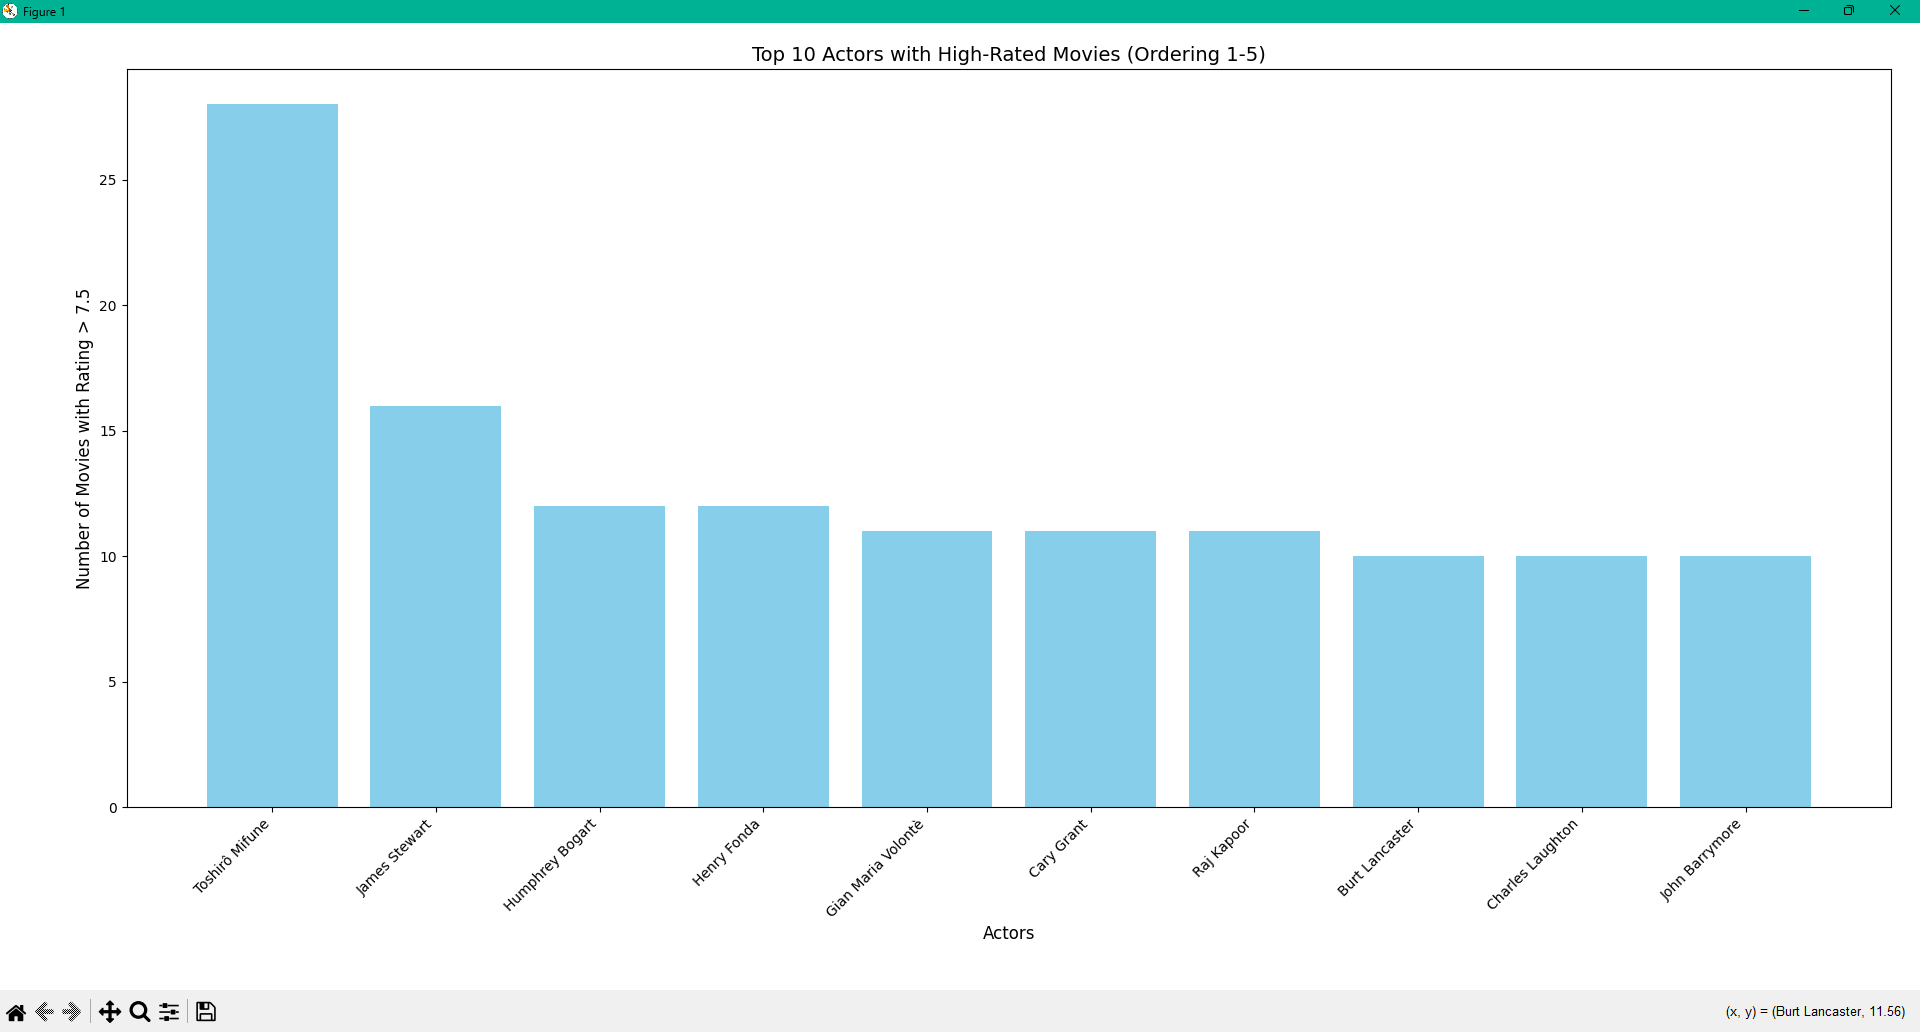 Figure 1
Top 10 Actors with High-Rated Movies (Ordering 1-5)
Number of Movies with Rating > 7.5
25
20
15
10
5
0
Toshirô Mifune
James Stewart
Humphrey Bogart
Henry Fonda
Gian Maria Volontè
Cary Grant
Raj Kapoor
Burt Lancaster
Charles Laughton
John Barrymore
Actors
(x, y) = (Burt Lancaster, 11.56)